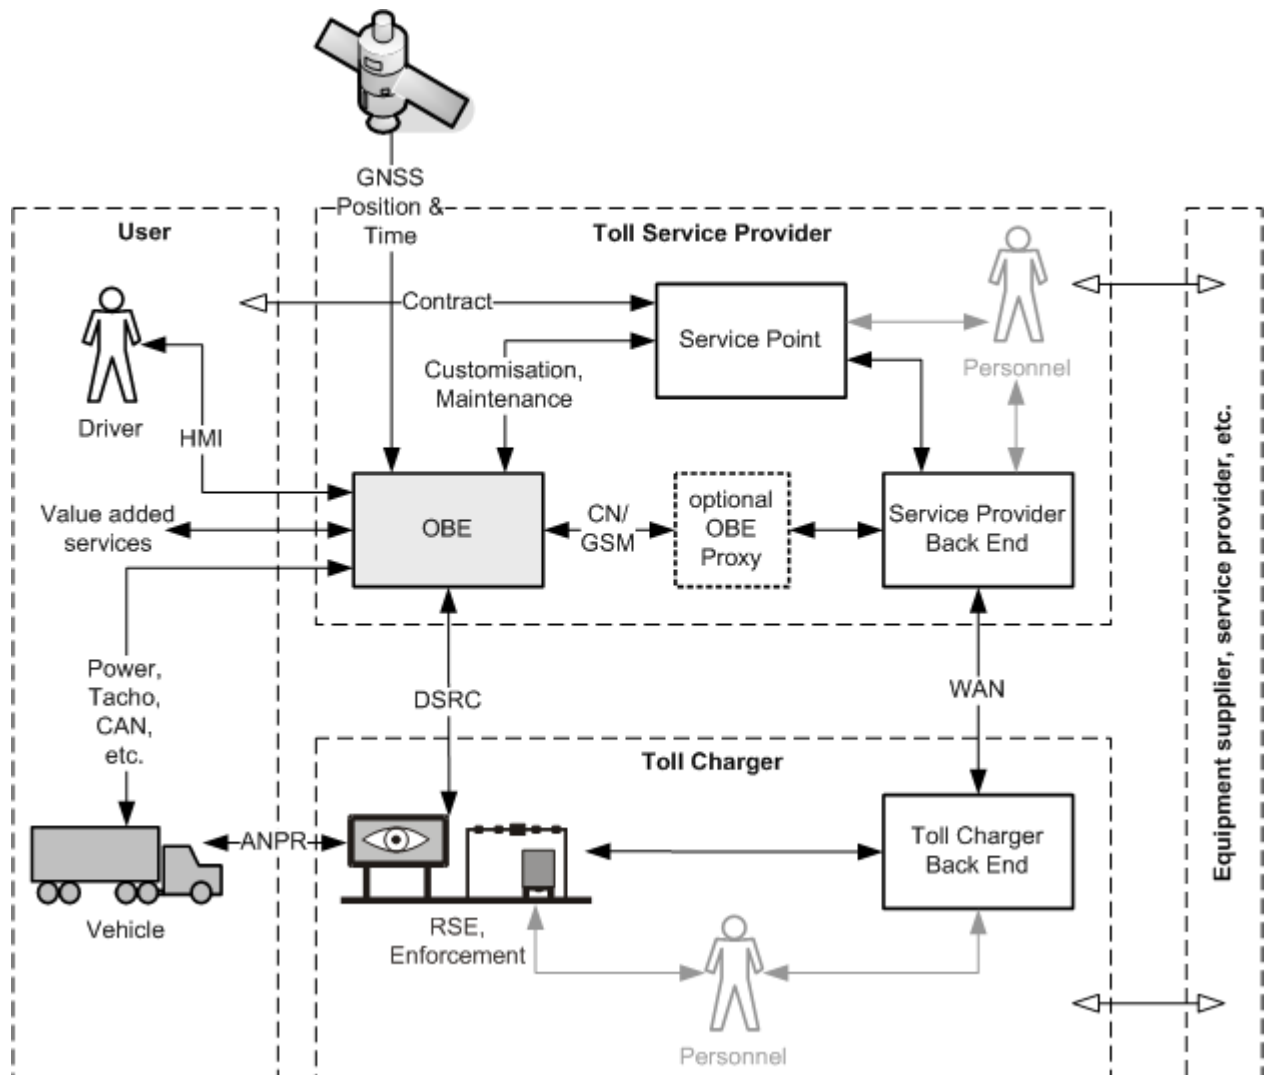 GNSS
Position &
Time
User
Toll Service Provider
Contract
Service Point
Customisation,
Maintenance
Personnel
Driver
HMI
Value added
services
OBE
CN/
GSM
optional
OBE
Proxy
Service Provider
Back End
Equipment supplier, service provider, etc.
Power,
Tacho,
CAN,
etc.
DSRC
WAN
Toll Charger
ANPR
Toll Charger
Back End
Vehicle
RSE,
Enforcement
Personnel